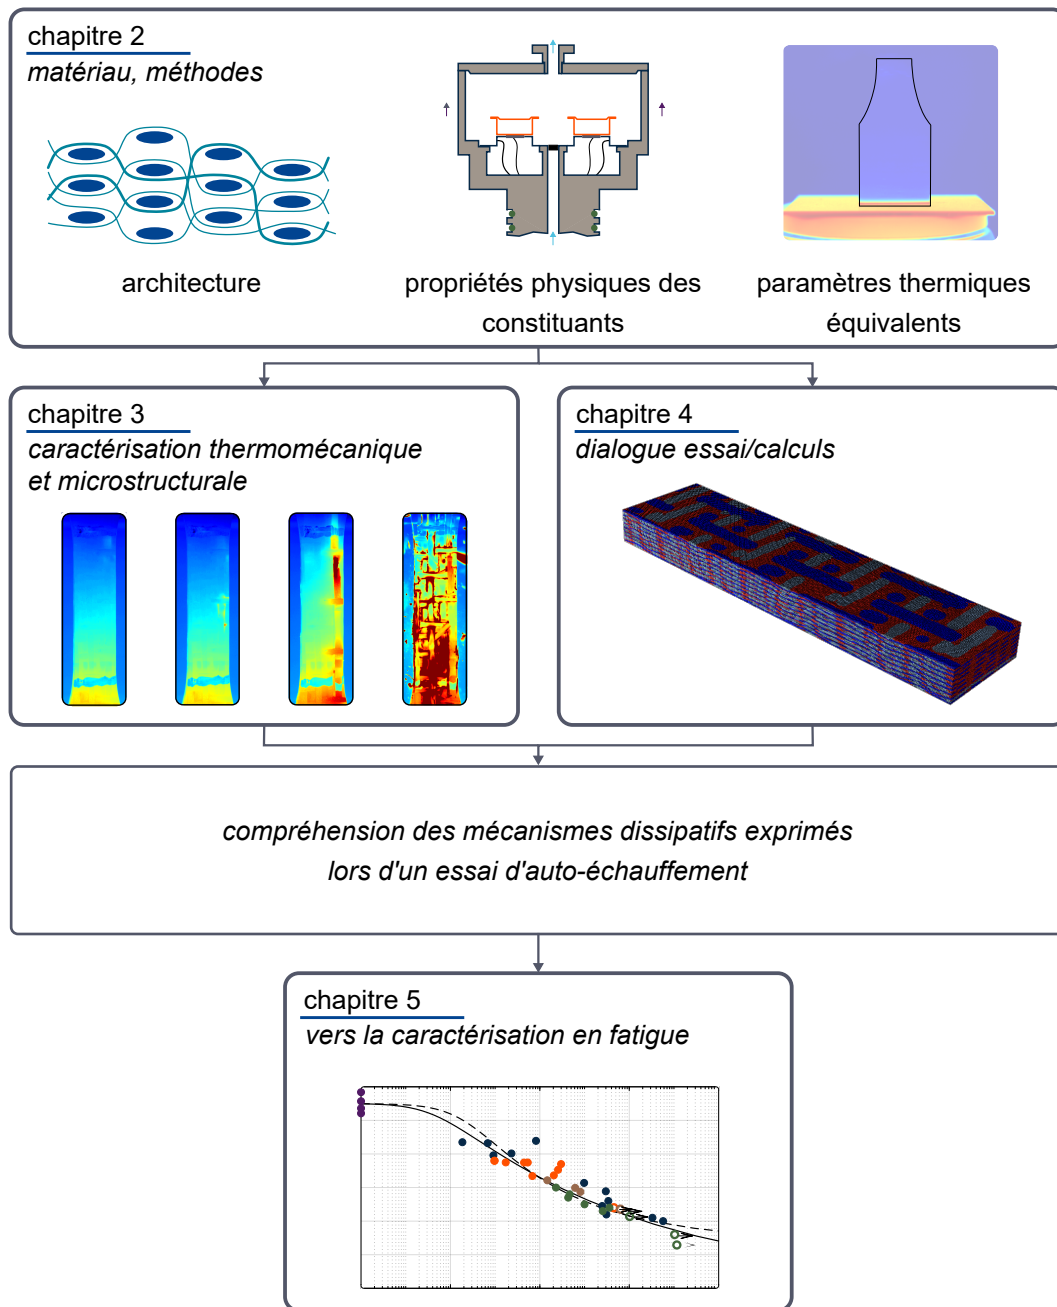 chapitre 2
matériau, méthodes
architecture
propriétés physiques des
constituants
paramètres thermiques
équivalents
chapitre 3
caractérisation thermomécanique
et microstructurale
chapitre 4
dialogue essai/calculs
compréhension des mécanismes dissipatifs exprimés
lors d'un essai d'auto-échauffement
chapitre 5
vers la caractérisation en fatigue